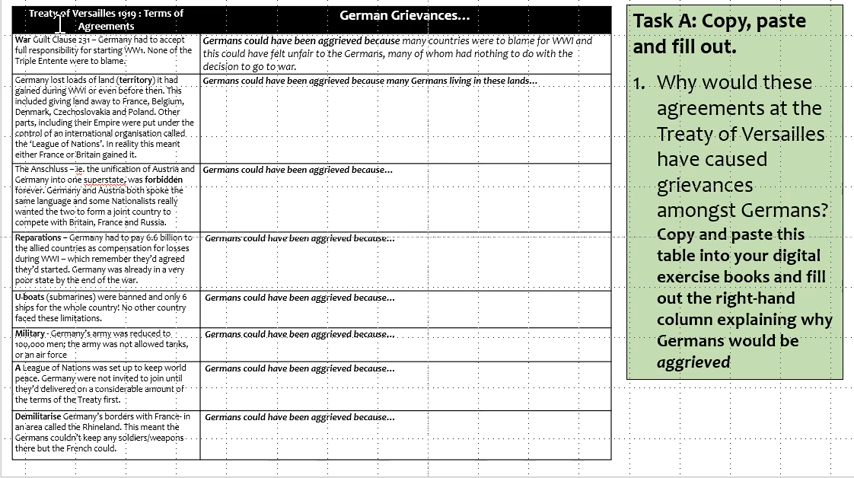 Treaty of Versailles 1919 : Terms of
Agreements
German Grievances...
War Guilt Clause 231 – Germany had to accept
full responsibility for starting WW1. None of the
Triple Entente were to blame.
Germans could have been aggrieved because many countries were to blame for WWI and
this could have felt unfair to the Germans, many of whom had nothing to do with the
decision to go to war.
Germany lost loads of land (territory) it had
gained during WWI or even before then. This
included giving land away to France, Belgium,
Denmark, Czechoslovakia and Poland. Other
parts, including their Empire were put under the
control of an international organisation called
the 'League of Nations'. In reality this meant
either France or Britain gained it.
Germans could have been aggrieved because many Germans living in these lands...
The Anschluss – ie. the unification of Austria and
Germany into one superstate, was forbidden
forever. Germany and Austria both spoke the
same language and some Nationalists really
wanted the two to form a joint country to
compete with Britain, France and Russia.
Germans could have been aggrieved because...
Reparations – Germany had to pay 6.6 billion to
the allied countries as compensation for losses
during WWI – which remember they'd agreed
they'd started. Germany was already in a very
poor state by the end of the war.
Germans could have been aggrieved because...
U-boats (submarines) were banned and only 6
ships for the whole country! No other country
faced these limitations.
Germans could have been aggrieved because...
Military - Germany's army was reduced to
100,000 men; the army was not allowed tanks,
or an air force
Germans could have been aggrieved because...
A League of Nations was set up to keep world
peace. Germany were not invited to join until
they'd delivered on a considerable amount of
the terms of the Treaty first.
Germans could have been aggrieved because...
Demilitarise Germany's borders with France- in
an area called the Rhineland. This meant the
Germans couldn't keep any soldiers/weapons
there but the French could.
Germans could have been aggrieved because...
Task A: Copy, paste
and fill out.
1. Why would these
agreements at the
Treaty of Versailles
have caused
grievances
amongst Germans?
Copy and paste this
table into your digital
exercise books and fill
out the right-hand
column explaining why
Germans would be
aggrieved